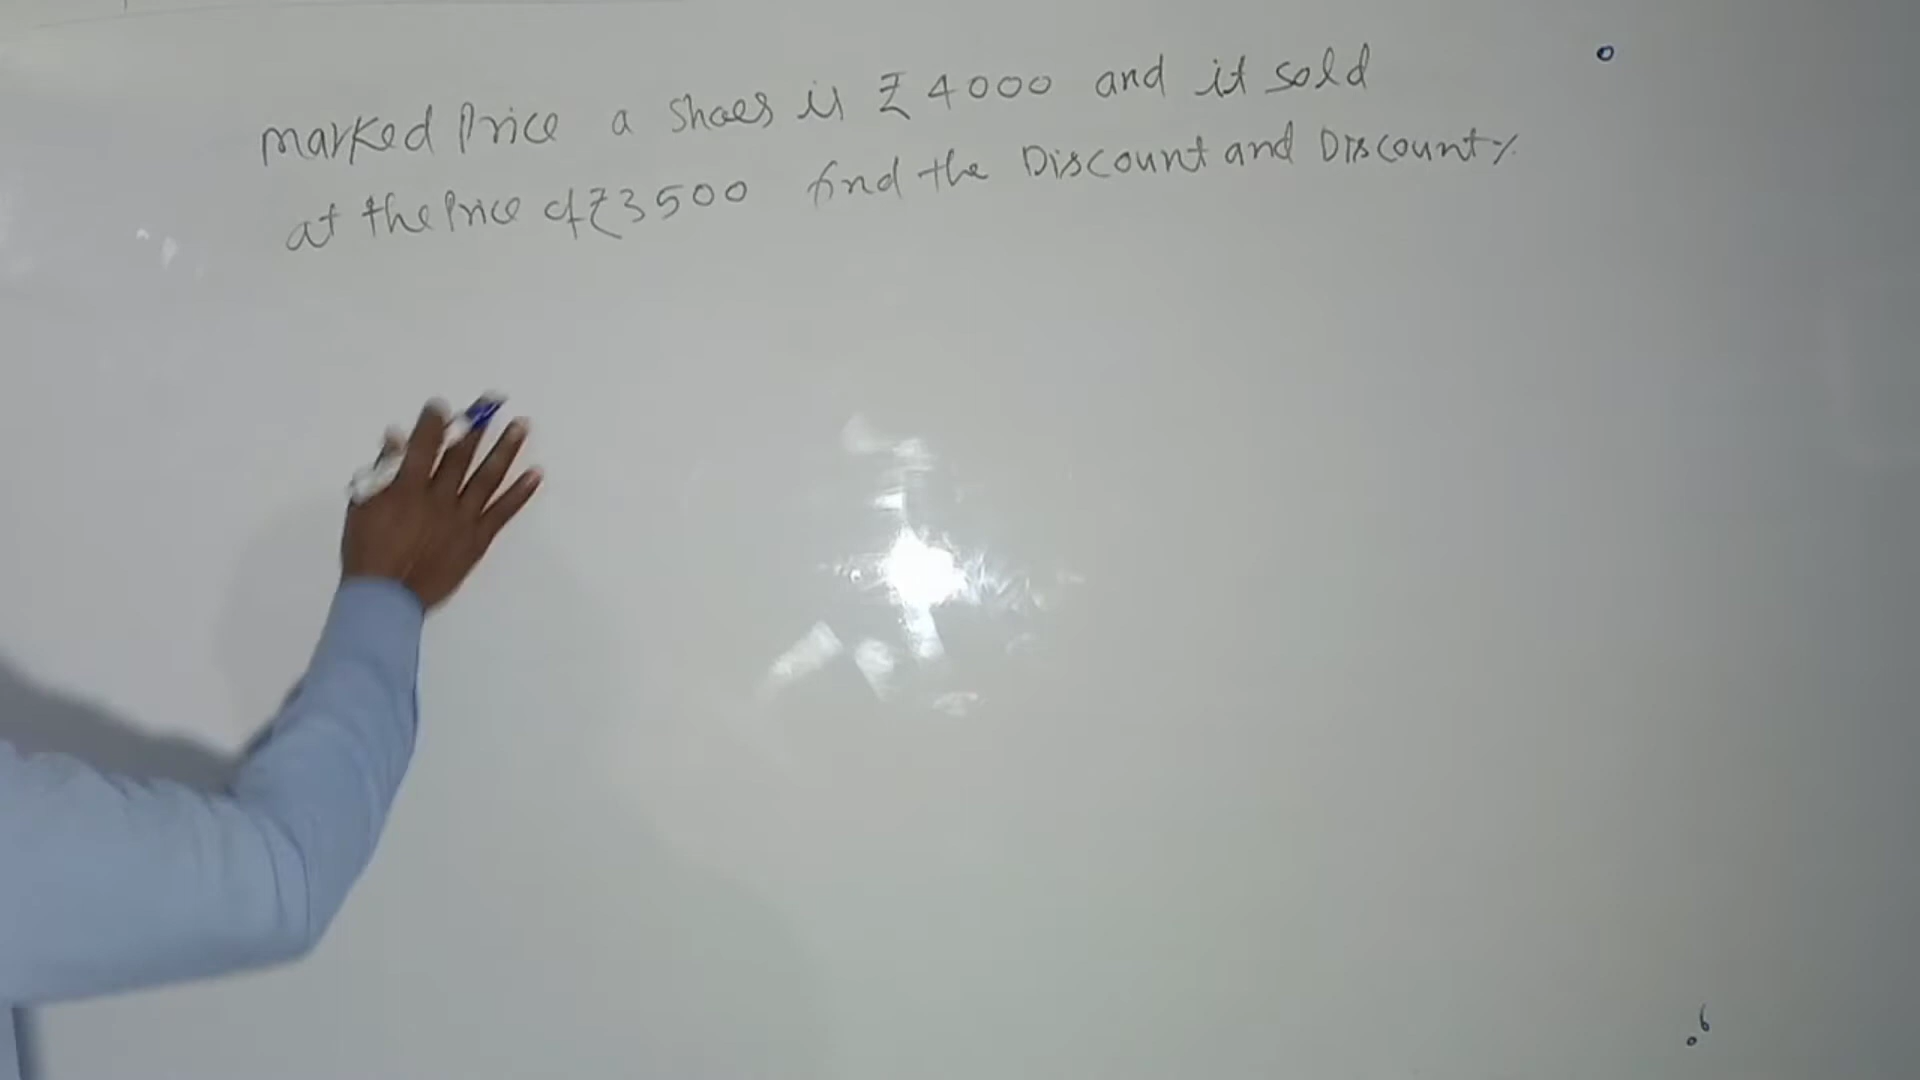 marked Price a Shoes is ₹4000 and it sold
at the Price of ₹3500 find the Discount and Discount%